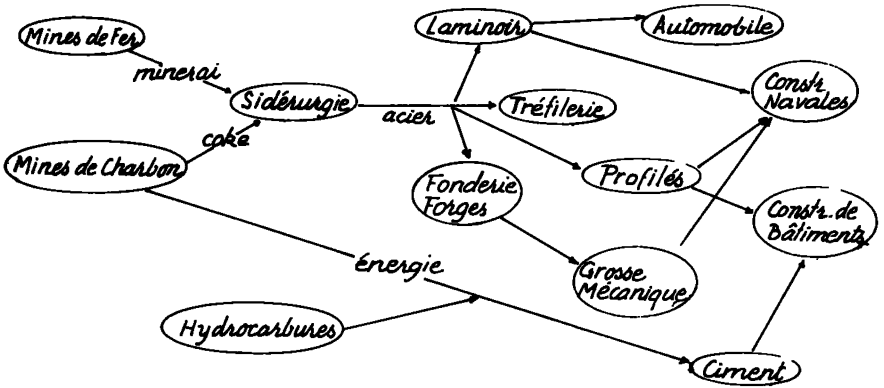 Mines de Fer
minerai
Sidérurgie
coke
Mines de Charbon
acier
Laminoir
Automobile
Tréfilerie
Constr
Navales
Fonderie
Forges
Profilés
Constr. de
Bâtiments
énergie
Grosse
Mécanique
Hydrocarbures
Ciment